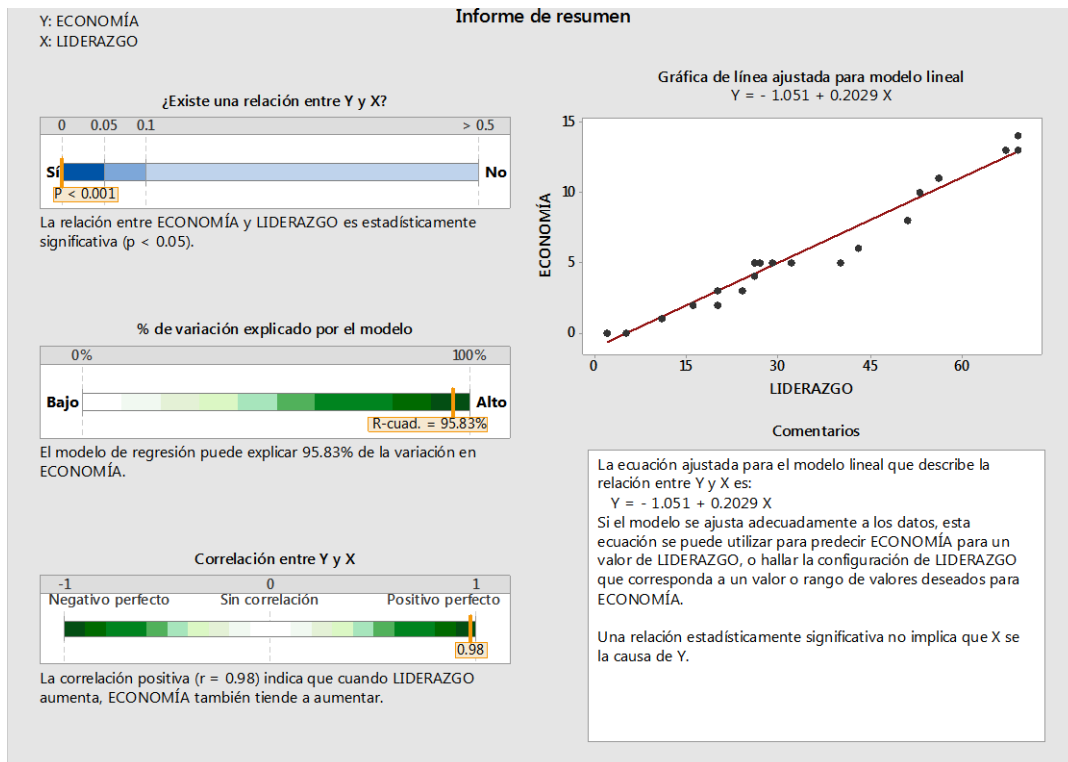 Informe de resumen
Y: ECONOMÍA
X: LIDERAZGO
¿Existe una relación entre Y y X?
0 0.05 0.1 > 0.5
Sí No
P < 0.001
La relación entre ECONOMÍA y LIDERAZGO es estadísticamente
significativa (p < 0.05).
% de variación explicado por el modelo
0% 100%
Bajo Alto
R-cuad. = 95.83%
El modelo de regresión puede explicar 95.83% de la variación en
ECONOMÍA.
Correlación entre Y y X
-1 0 1
Negativo perfecto Sin correlación Positivo perfecto
0.98
La correlación positiva (r = 0.98) indica que cuando LIDERAZGO
aumenta, ECONOMÍA también tiende a aumentar.
Gráfica de línea ajustada para modelo lineal
Y = - 1.051 + 0.2029 X
15
10
5
0
ECONOMÍA
0 15 30 45 60
LIDERAZGO
Comentarios
La ecuación ajustada para el modelo lineal que describe la
relación entre Y y X es:
Y = - 1.051 + 0.2029 X
Si el modelo se ajusta adecuadamente a los datos, esta
ecuación se puede utilizar para predecir ECONOMÍA para un
valor de LIDERAZGO, o hallar la configuración de LIDERAZGO
que corresponda a un valor o rango de valores deseados para
ECONOMÍA.
Una relación estadísticamente significativa no implica que X se
la causa de Y.